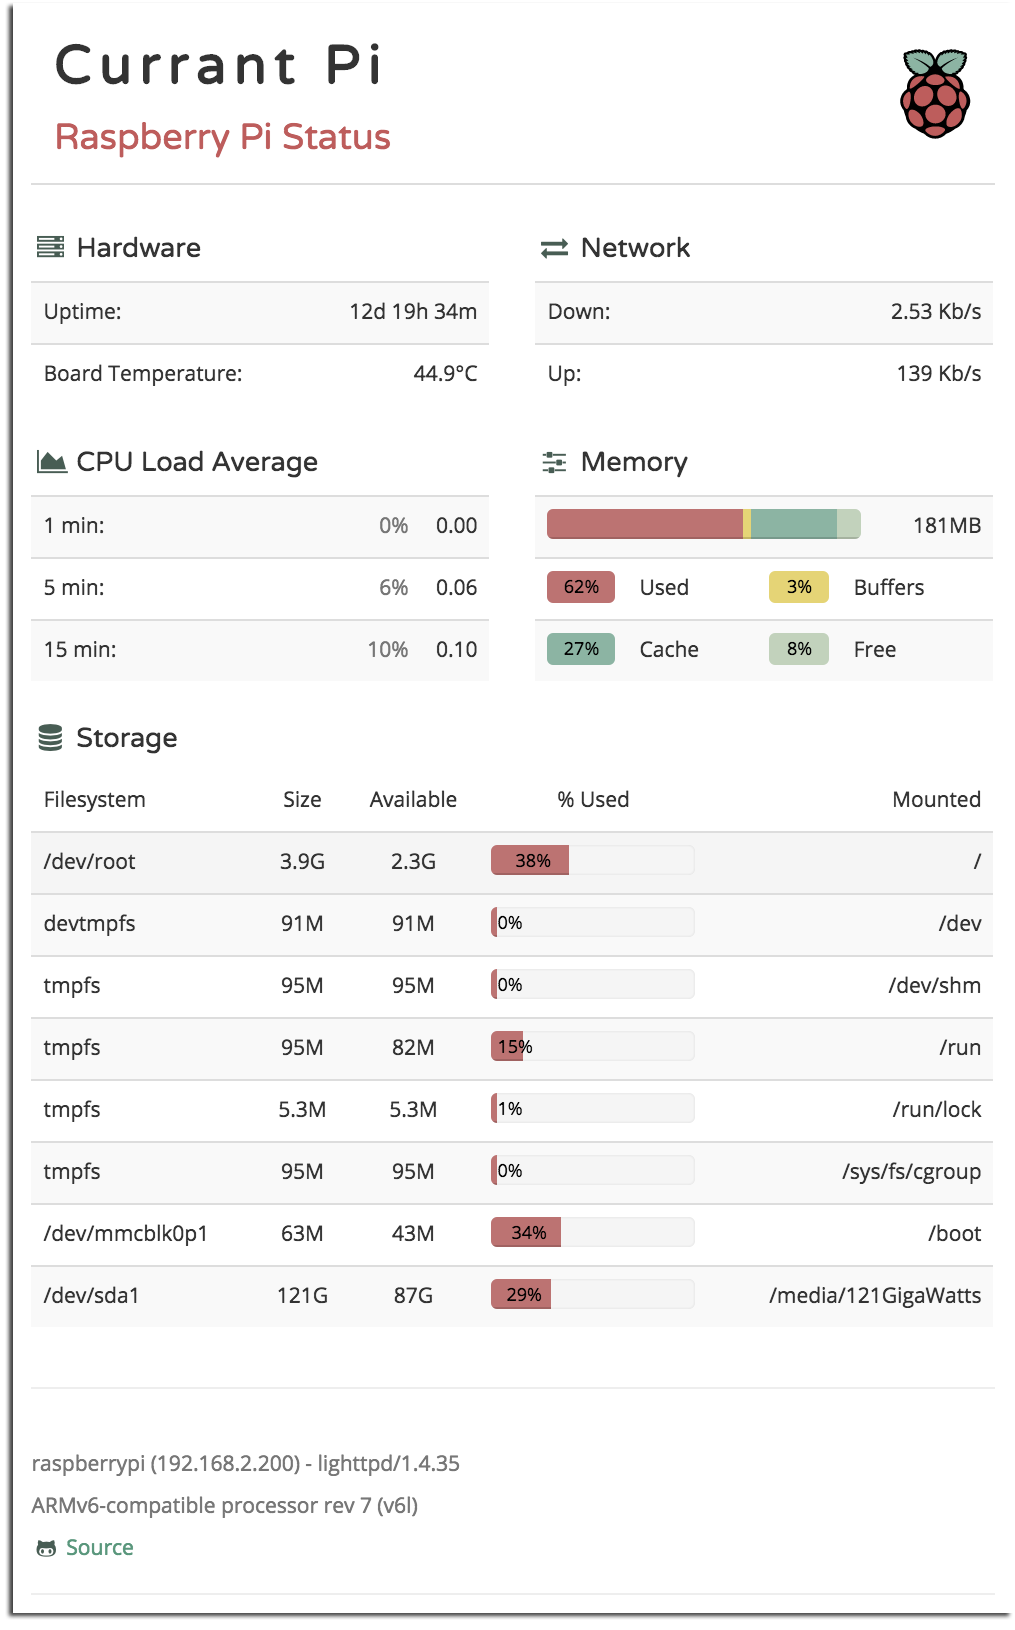 Currant Pi
Raspberry Pi Status
Hardware
Uptime: 12d 19h 34m
Board Temperature: 44.9°C
Network
Down: 2.53 Kb/s
Up: 139 Kb/s
CPU Load Average
1 min: 0% 0.00
5 min: 6% 0.06
15 min: 10% 0.10
Memory
181MB
62% Used 3% Buffers
27% Cache 8% Free
Storage
Filesystem Size Available % Used Mounted
/dev/root 3.9G 2.3G 38% /
devtmpfs 91M 91M 0% /dev
tmpfs 95M 95M 0% /dev/shm
tmpfs 95M 82M 15% /run
tmpfs 5.3M 5.3M 1% /run/lock
tmpfs 95M 95M 0% /sys/fs/cgroup
/dev/mmcblk0p1 63M 43M 34% /boot
/dev/sda1 121G 87G 29% /media/121GigaWatts
raspberrypi (192.168.2.200) - lighttpd/1.4.35
ARMv6-compatible processor rev 7 (v6l)
Source